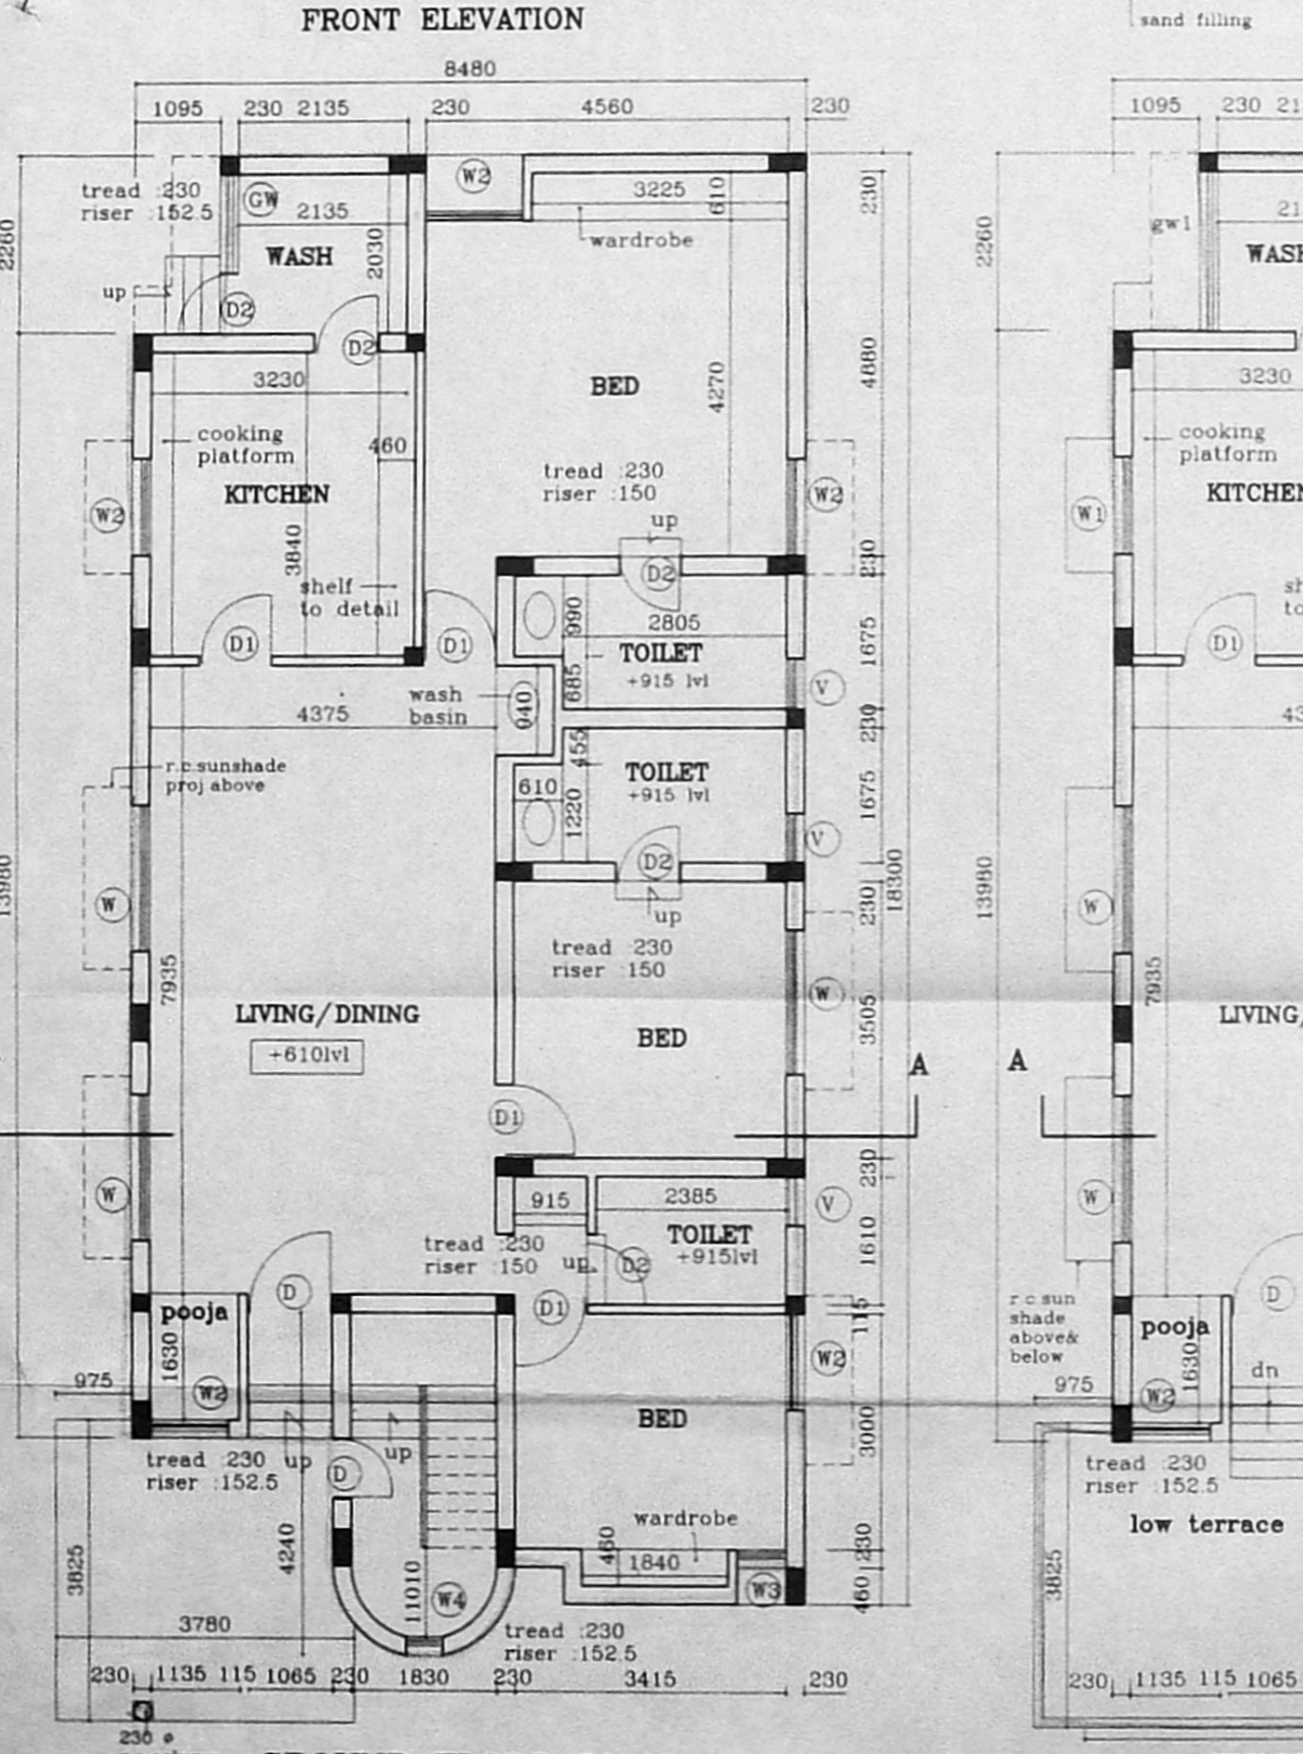 FRONT ELEVATION
sand filling
8480
1095 230 2135 230 4560 230
1095 230
W2
tread :230
riser :152.5
GW
2135
3225
610
230
wardrobe
WASH
2030
2260
up
D2
D2
gw1
2260
WASH
3230
BED
4270
4880
3230
cooking
platform
460
cooking
platform
KITCHEN
tread :230
riser :150
KITCHEN
W2
up
W2
W1
3840
D2
230
shelf
to detail
990
2805
1675
D1
D1
TOILET
+915 lvl
D1
685
V
wash
basin
940
4375
230
455
r.c.sunshade
proj above
TOILET
+915 lvl
610
1220
1675
V
D2
up
18300
230
13980
13980
W
W
tread :230
riser :150
7935
W
7935
LIVING/DINING
+610lvl
BED
3505
LIVING/
A
A
D1
230
W
915
2385
V
W
TOILET
+915lvl
tread :230
riser :150
up
D2
1610
D
D1
115
D
pooja
1630
W2
W2
r c sun
shade
above&
below
pooja
1630
dn
975
975
W2
BED
3000
tread :230
riser :152.5
up
up
D
tread :230
riser :152.5
wardrobe
low terrace
4240
460
1840
230
3825
3825
11010
W4
W3
460
3780
tread :230
riser :152.5
230 1135 115 1065 230 1830 230 3415 230
230 1135 115 1065
230 ø